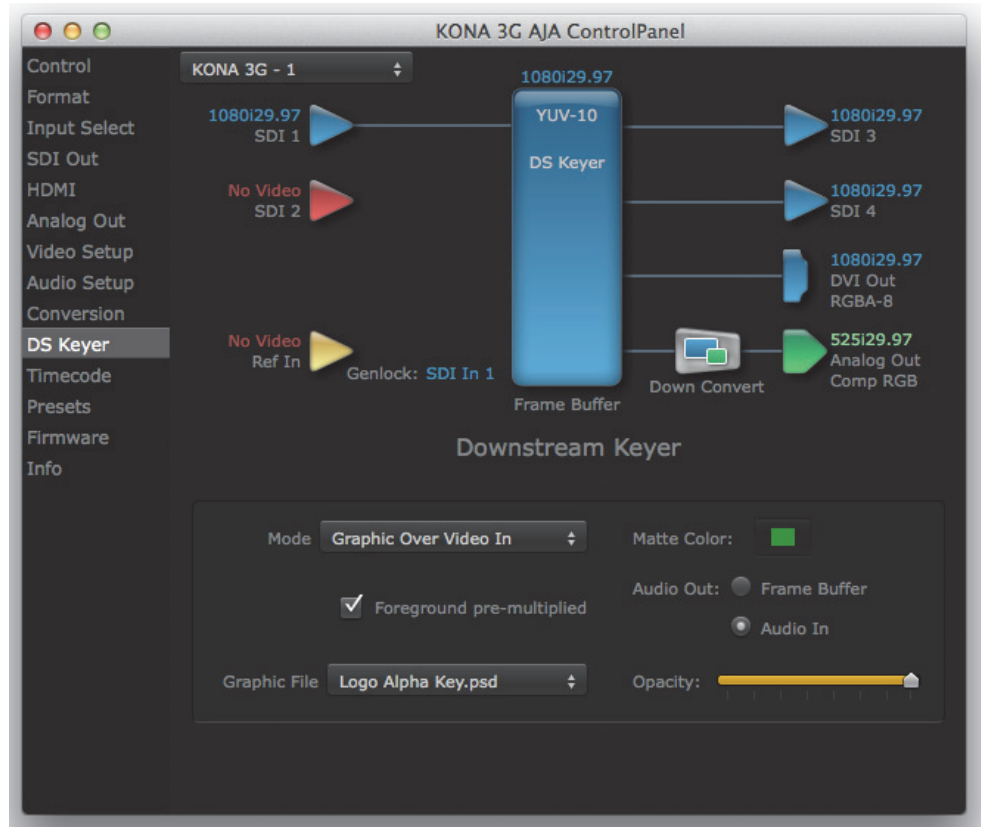 KONA 3G AJA ControlPanel
Control
Format
Input Select
SDI Out
HDMI
Analog Out
Video Setup
Audio Setup
Conversion
DS Keyer
Timecode
Presets
Firmware
Info
KONA 3G - 1
1080i29.97
SDI 1
No Video
SDI 2
No Video
Ref In
Genlock: SDI In 1
1080i29.97
YUV-10
DS Keyer
Frame Buffer
1080i29.97
SDI 3
1080i29.97
SDI 4
1080i29.97
DVI Out
RGBA-8
Down Convert
525i29.97
Analog Out
Comp RGB
Downstream Keyer
Mode Graphic Over Video In
Foreground pre-multiplied
Graphic File Logo Alpha Key.psd
Matte Color:
Audio Out: Frame Buffer
Audio In
Opacity: